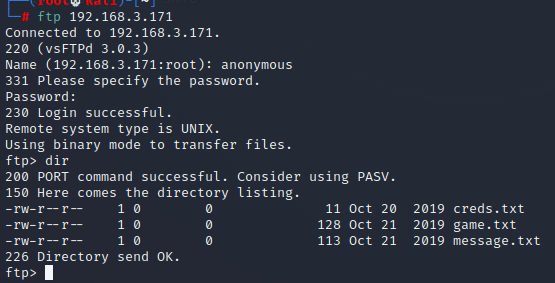 (root💀kali)-[~]
# ftp 192.168.3.171
Connected to 192.168.3.171.
220 (vsFTPd 3.0.3)
Name (192.168.3.171:root): anonymous
331 Please specify the password.
Password:
230 Login successful.
Remote system type is UNIX.
Using binary mode to transfer files.
ftp> dir
200 PORT command successful. Consider using PASV.
150 Here comes the directory listing.
-rw-r--r-- 1 0 0 11 Oct 20 2019 creds.txt
-rw-r--r-- 1 0 0 128 Oct 21 2019 game.txt
-rw-r--r-- 1 0 0 113 Oct 21 2019 message.txt
226 Directory send OK.
ftp>